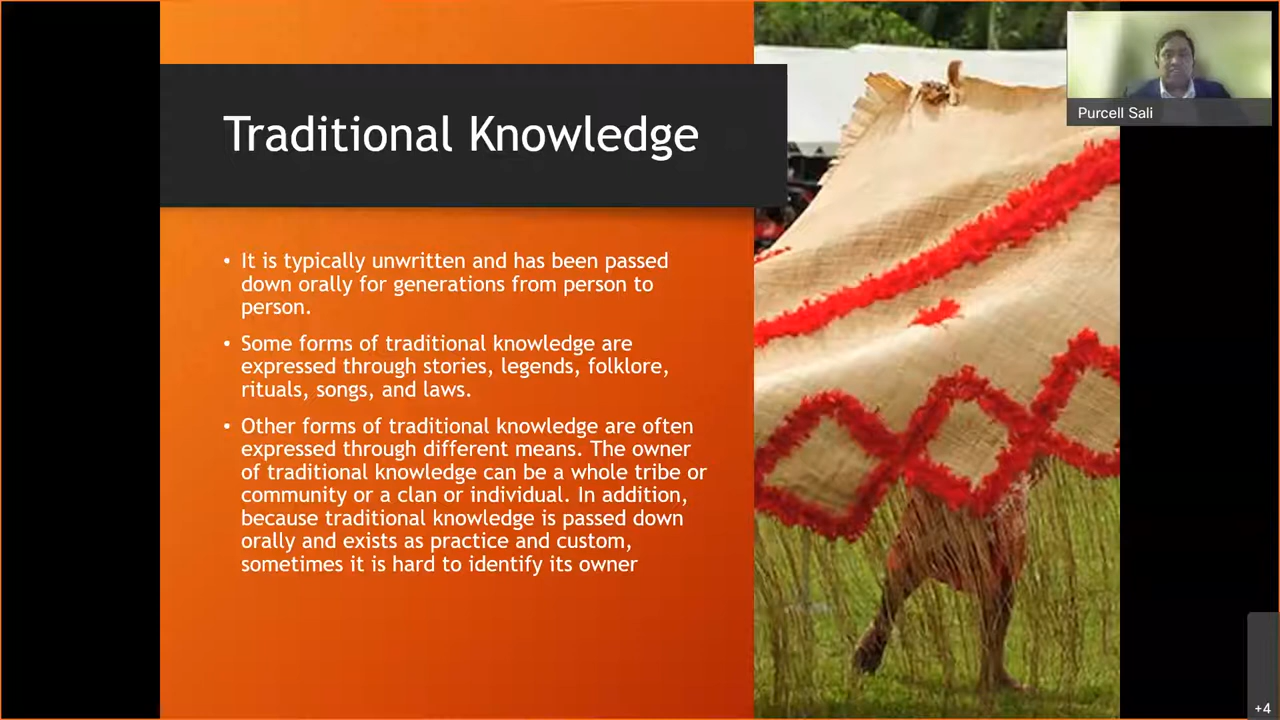 Traditional Knowledge
Purcell Sali
• It is typically unwritten and has been passed
down orally for generations from person to
person.
• Some forms of traditional knowledge are
expressed through stories, legends, folklore,
rituals, songs, and laws.
• Other forms of traditional knowledge are often
expressed through different means. The owner
of traditional knowledge can be a whole tribe or
community or a clan or individual. In addition,
because traditional knowledge is passed down
orally and exists as practice and custom,
sometimes it is hard to identify its owner
+4